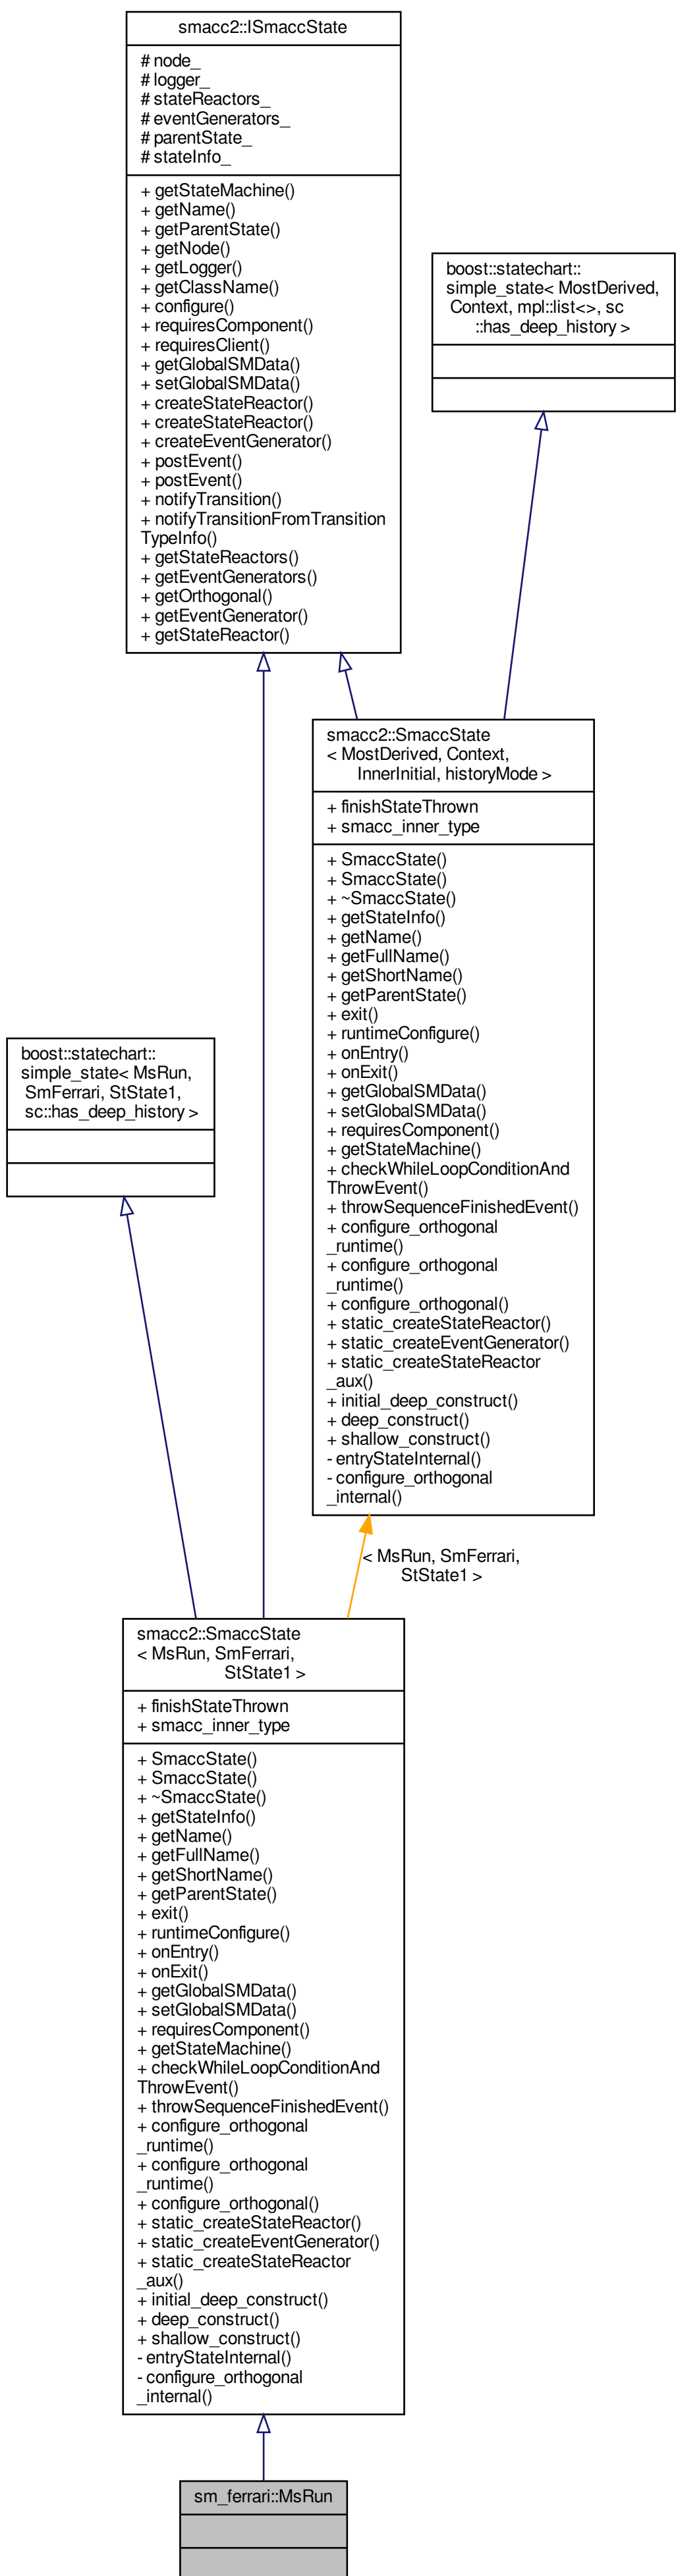 smacc2::ISmaccState
# node_
# logger_
# stateReactors_
# eventGenerators_
# parentState_
# stateInfo_
+ getStateMachine()
+ getName()
+ getParentState()
+ getNode()
+ getLogger()
+ getClassName()
+ configure()
+ requiresComponent()
+ requiresClient()
+ getGlobalSMData()
+ setGlobalSMData()
+ createStateReactor()
+ createStateReactor()
+ createEventGenerator()
+ postEvent()
+ postEvent()
+ notifyTransition()
+ notifyTransitionFromTransition
TypeInfo()
+ getStateReactors()
+ getEventGenerators()
+ getOrthogonal()
+ getEventGenerator()
+ getStateReactor()
boost::statechart::
simple_state< MostDerived,
Context, mpl::list<>, sc
::has_deep_history >
smacc2::SmaccState
< MostDerived, Context,
InnerInitial, historyMode >
+ finishStateThrown
+ smacc_inner_type
+ SmaccState()
+ SmaccState()
+ ~SmaccState()
+ getStateInfo()
+ getName()
+ getFullName()
+ getShortName()
+ getParentState()
+ exit()
+ runtimeConfigure()
+ onEntry()
+ onExit()
+ getGlobalSMData()
+ setGlobalSMData()
+ requiresComponent()
+ getStateMachine()
+ checkWhileLoopConditionAnd
ThrowEvent()
+ throwSequenceFinishedEvent()
+ configure_orthogonal
_runtime()
+ configure_orthogonal
_runtime()
+ configure_orthogonal()
+ static_createStateReactor()
+ static_createEventGenerator()
+ static_createStateReactor
_aux()
+ initial_deep_construct()
+ deep_construct()
+ shallow_construct()
- entryStateInternal()
- configure_orthogonal
_internal()
boost::statechart::
simple_state< MsRun,
SmFerrari, StState1,
sc::has_deep_history >
< MsRun, SmFerrari,
StState1 >
smacc2::SmaccState
< MsRun, SmFerrari,
StState1 >
+ finishStateThrown
+ smacc_inner_type
+ SmaccState()
+ SmaccState()
+ ~SmaccState()
+ getStateInfo()
+ getName()
+ getFullName()
+ getShortName()
+ getParentState()
+ exit()
+ runtimeConfigure()
+ onEntry()
+ onExit()
+ getGlobalSMData()
+ setGlobalSMData()
+ requiresComponent()
+ getStateMachine()
+ checkWhileLoopConditionAnd
ThrowEvent()
+ throwSequenceFinishedEvent()
+ configure_orthogonal
_runtime()
+ configure_orthogonal
_runtime()
+ configure_orthogonal()
+ static_createStateReactor()
+ static_createEventGenerator()
+ static_createStateReactor
_aux()
+ initial_deep_construct()
+ deep_construct()
+ shallow_construct()
- entryStateInternal()
- configure_orthogonal
_internal()
sm_ferrari::MsRun